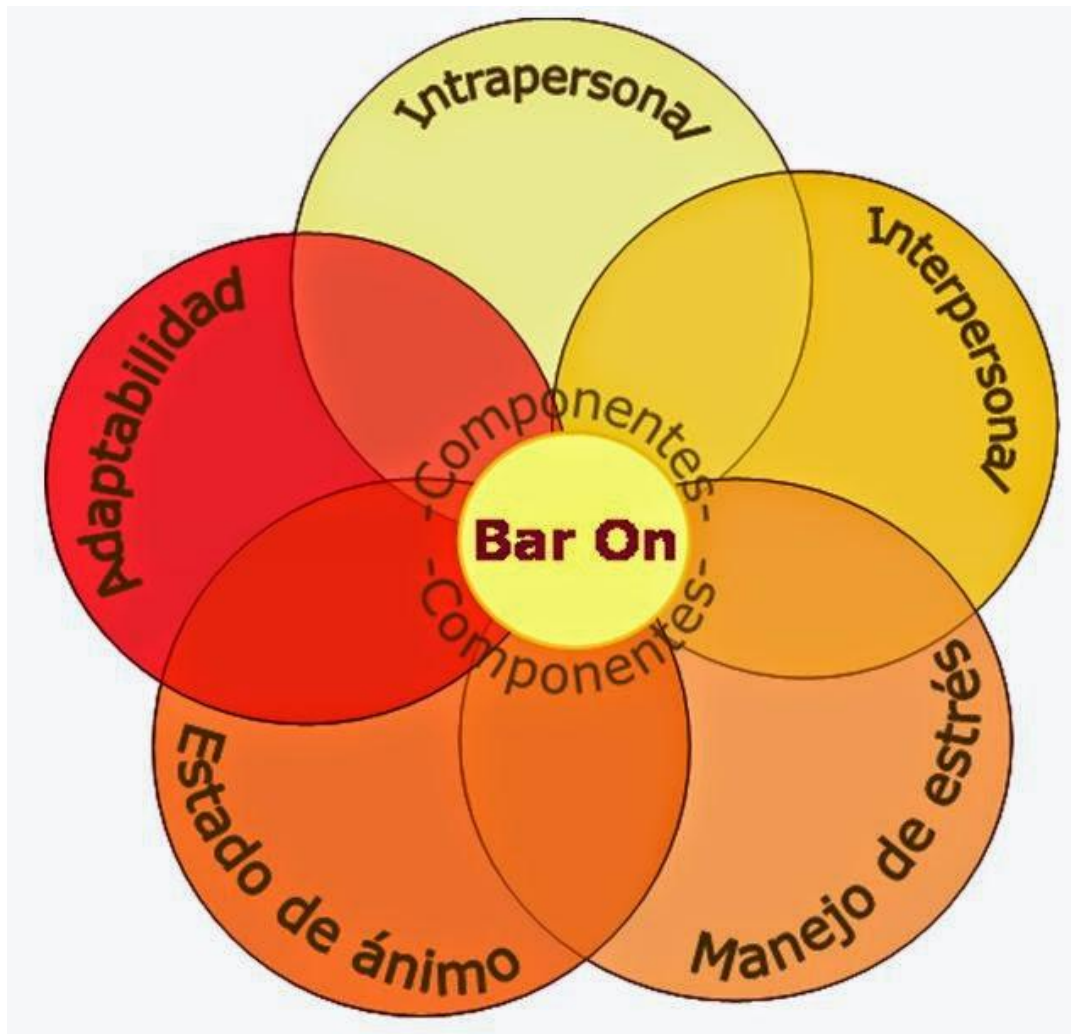 Intrapersonal
Interpersonal
Adaptabilidad
-Componentes-
Bar On
-Componentes-
Manejo de estrés
Estado de ánimo